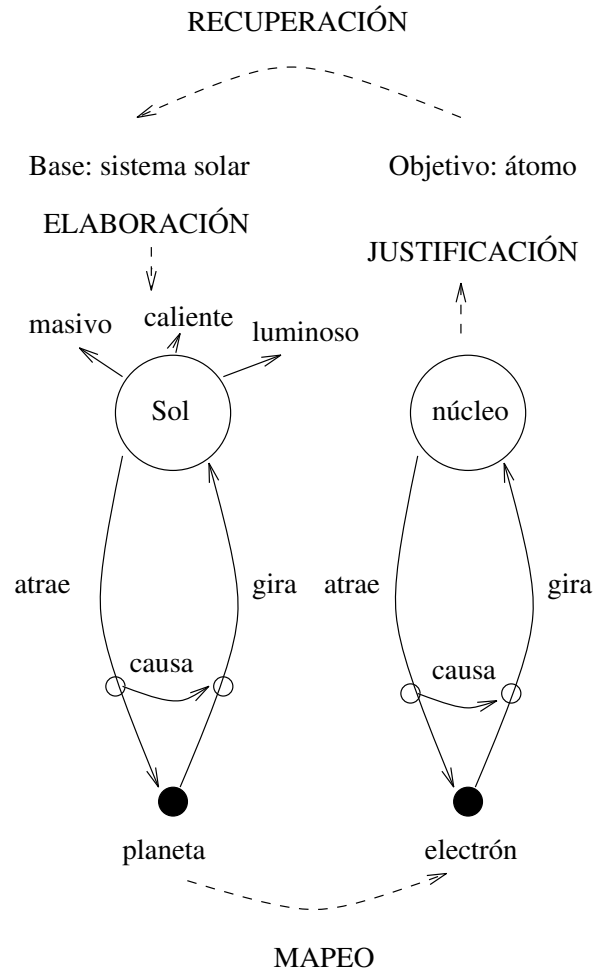 RECUPERACIÓN
Base: sistema solar
Objetivo: átomo
ELABORACIÓN
JUSTIFICACIÓN
masivo
caliente
luminoso
Sol
núcleo
atrae
gira
atrae
gira
causa
causa
planeta
electrón
MAPEO